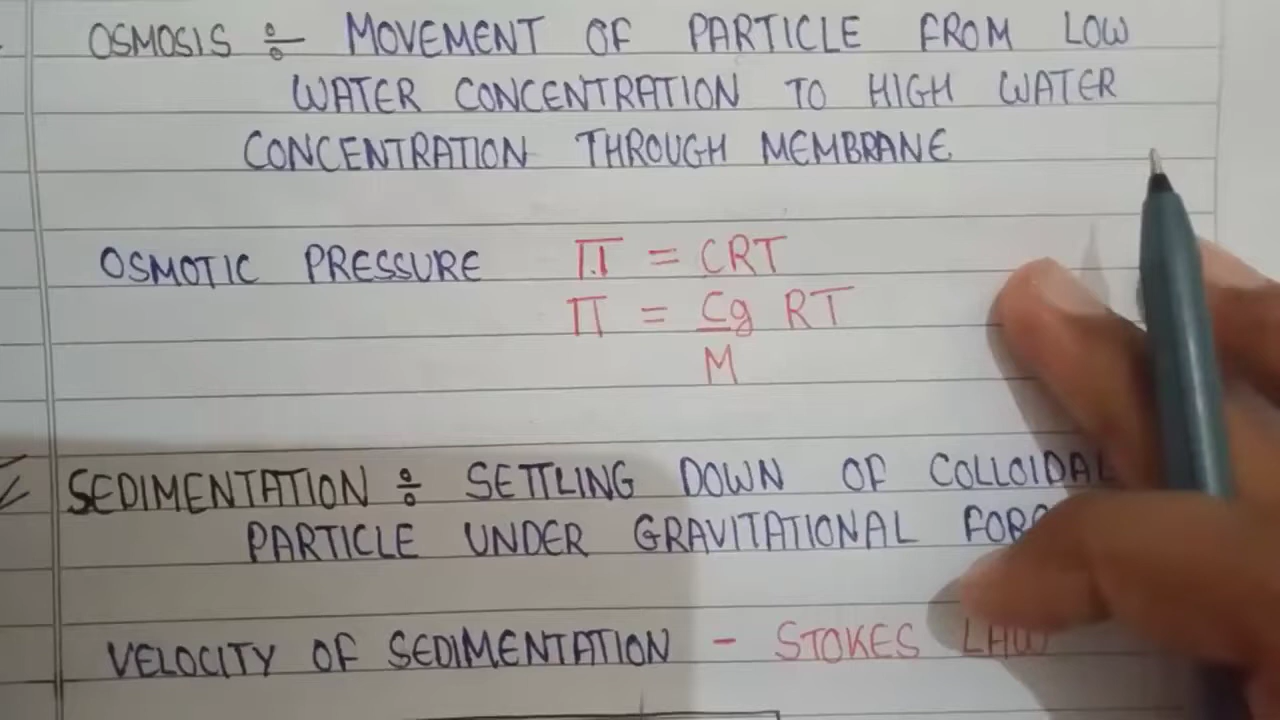 OSMOSIS ÷ MOVEMENT OF PARTICLE FROM LOW
WATER CONCENTRATION TO HIGH WATER
CONCENTRATION THROUGH MEMBRANE
OSMOTIC PRESSURE π = CRT
π = Cg RT
M
SEDIMENTATION ÷ SETTLING DOWN OF COLLOIDAL
PARTICLE UNDER GRAVITATIONAL
VELOCITY OF SEDIMENTATION - STOKES LAW